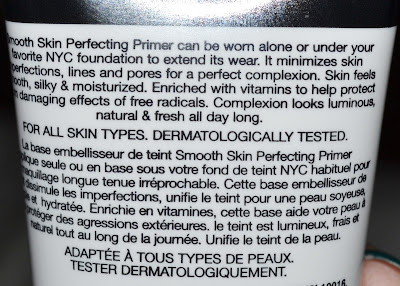 mooth Skin Perfecting Primer can be worn alone or under your
favorite NYC foundation to extend its wear. It minimizes skin
perfections, lines and pores for a perfect complexion. Skin feels
ooth, silky & moisturized. Enriched with vitamins to help protect
damaging effects of free radicals. Complexion looks luminous,
natural & fresh all day long.
FOR ALL SKIN TYPES. DERMATOLOGICALLY TESTED.
La base embellisseur de teint Smooth Skin Perfecting Primer
plique seule ou en base sous votre fond de teint NYC habituel pour
maquillage longue tenue irréprochable. Cette base embellisseur de
dissimule les imperfections, unifie le teint pour une peau soyeuse,
et hydratée. Enrichie en vitamines, cette base aide votre peau à
protéger des agressions extérieures. le teint est lumineux, frais et
naturel tout au long de la journée. Unifie le teint de la peau.
ADAPTÉE À TOUS TYPES DE PEAUX.
TESTER DERMATOLOGIQUEMENT.